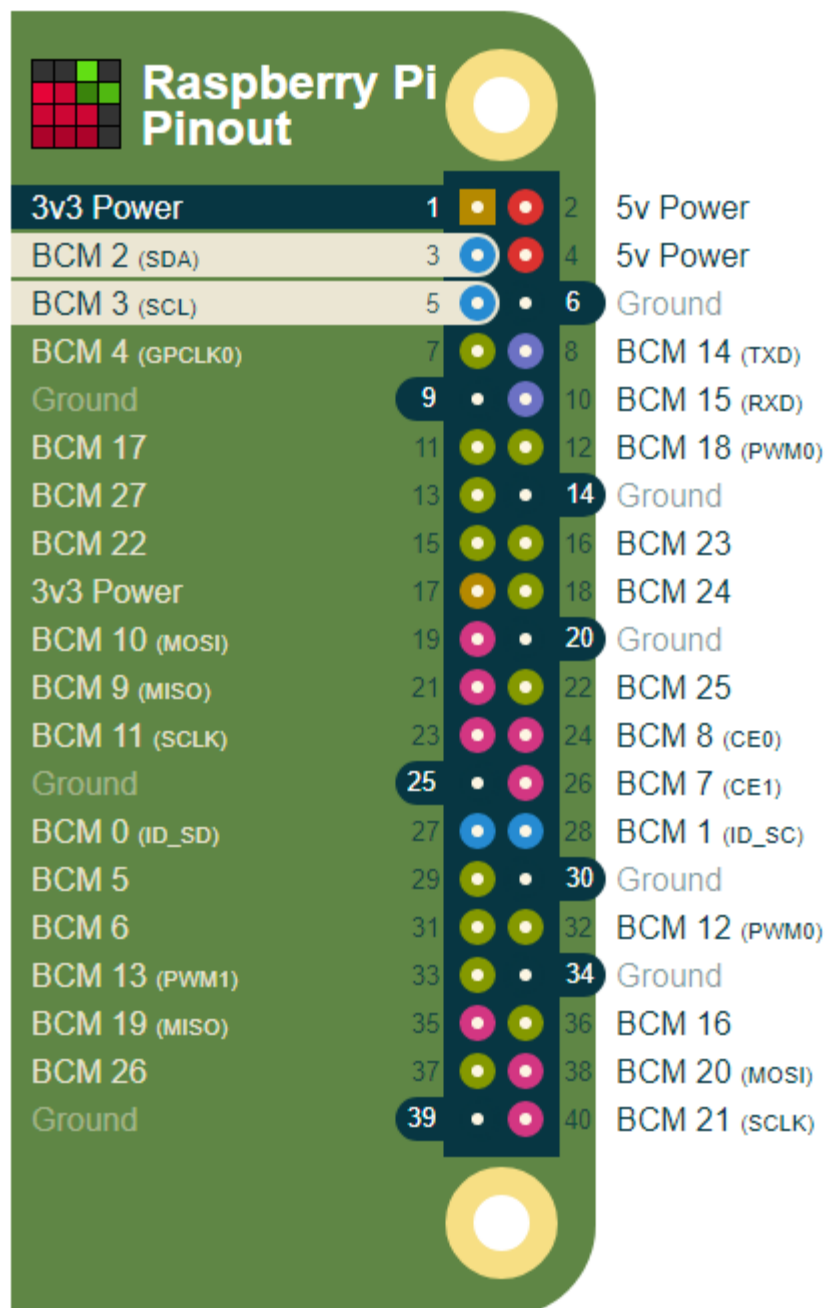 Raspberry Pi
Pinout
3v3 Power 1 2 5v Power
BCM 2 (SDA) 3 4 5v Power
BCM 3 (SCL) 5 6 Ground
BCM 4 (GPCLK0) 7 8 BCM 14 (TXD)
Ground 9 10 BCM 15 (RXD)
BCM 17 11 12 BCM 18 (PWM0)
BCM 27 13 14 Ground
BCM 22 15 16 BCM 23
3v3 Power 17 18 BCM 24
BCM 10 (MOSI) 19 20 Ground
BCM 9 (MISO) 21 22 BCM 25
BCM 11 (SCLK) 23 24 BCM 8 (CE0)
Ground 25 26 BCM 7 (CE1)
BCM 0 (ID_SD) 27 28 BCM 1 (ID_SC)
BCM 5 29 30 Ground
BCM 6 31 32 BCM 12 (PWM0)
BCM 13 (PWM1) 33 34 Ground
BCM 19 (MISO) 35 36 BCM 16
BCM 26 37 38 BCM 20 (MOSI)
Ground 39 40 BCM 21 (SCLK)